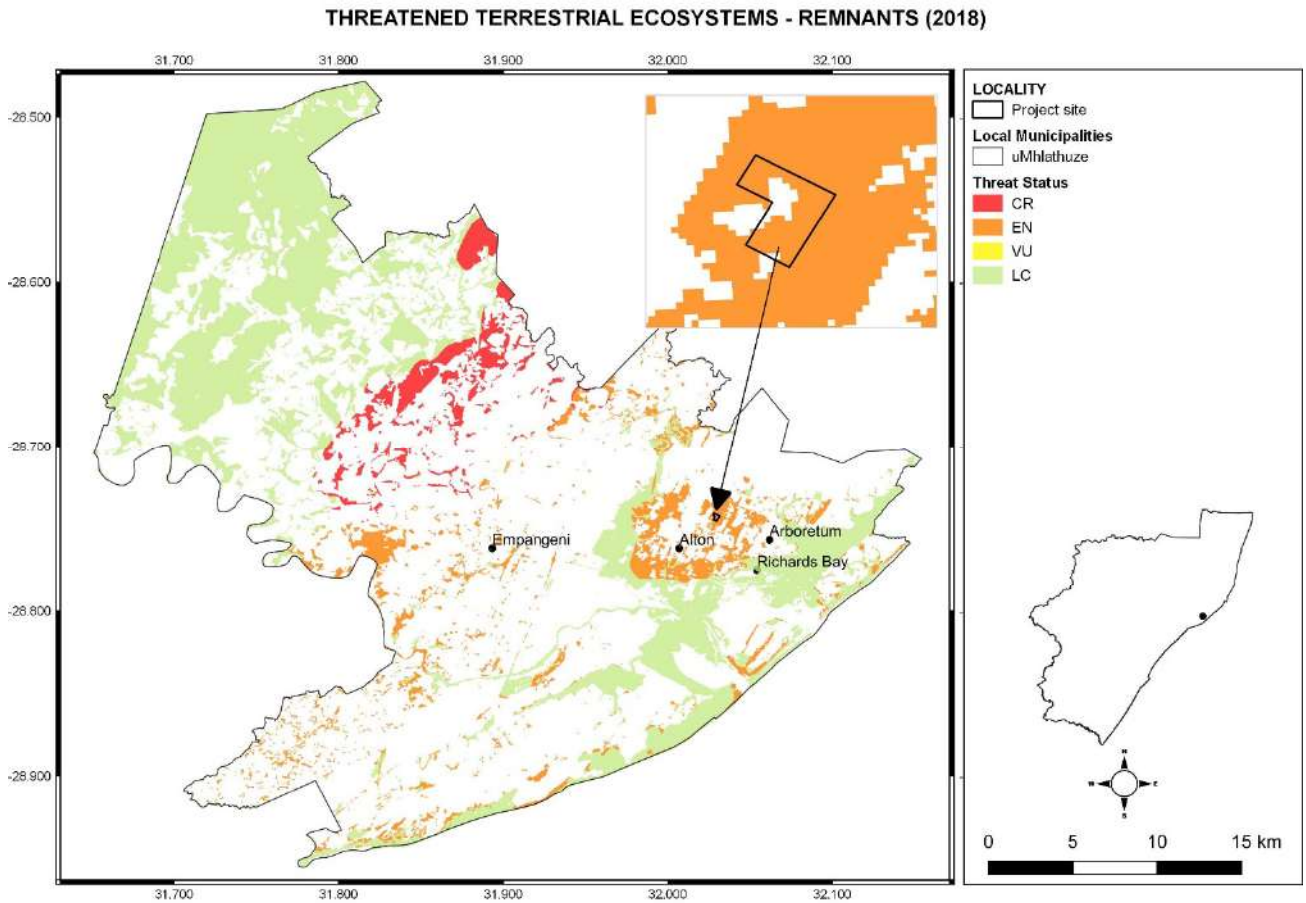 THREATENED TERRESTRIAL ECOSYSTEMS - REMNANTS (2018)
31.700 31.800 31.900 32.000 32.100
-28.500
-28.600
-28.700
-28.800
-28.900
Empangeni
Alton
Arboretum
Richards Bay
31.700 31.800 31.900 32.000 32.100
LOCALITY
Project site
Local Municipalities
uMhlathuze
Threat Status
CR
EN
VU
LC
N
W E
S
0 5 10 15 km